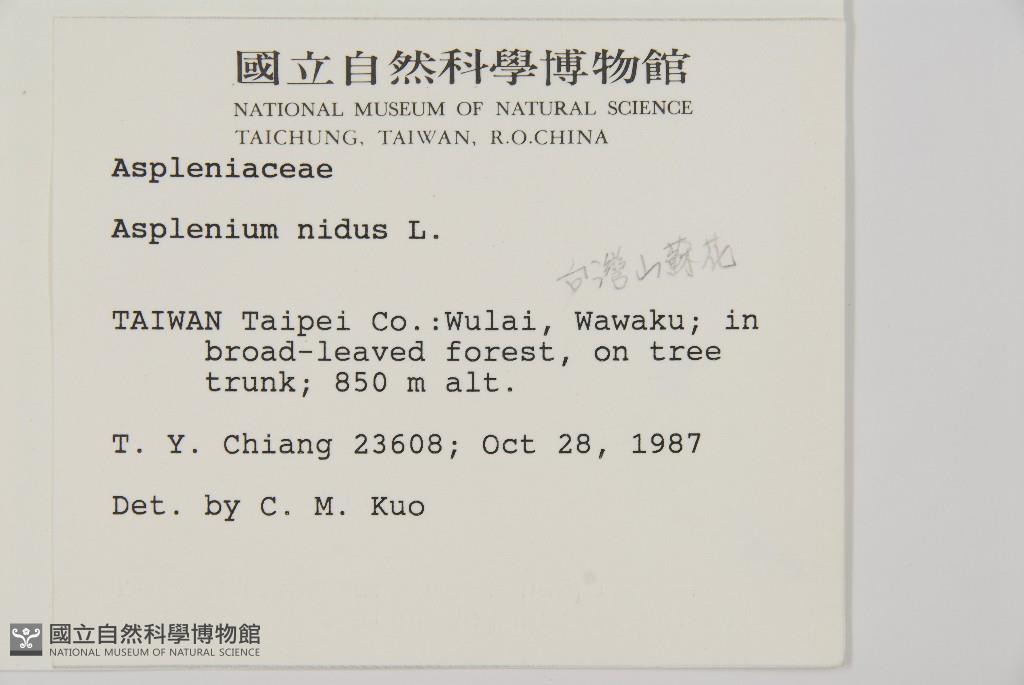 國立自然科學博物館
NATIONAL MUSEUM OF NATURAL SCIENCE
TAICHUNG, TAIWAN, R.O.CHINA
Aspleniaceae
Asplenium nidus L.
台灣山蘇花
TAIWAN Taipei Co.:Wulai, Wawaku; in
broad-leaved forest, on tree
trunk; 850 m alt.
T. Y. Chiang 23608; Oct 28, 1987
Det. by C. M. Kuo
國立自然科學博物館
NATIONAL MUSEUM OF NATURAL SCIENCE